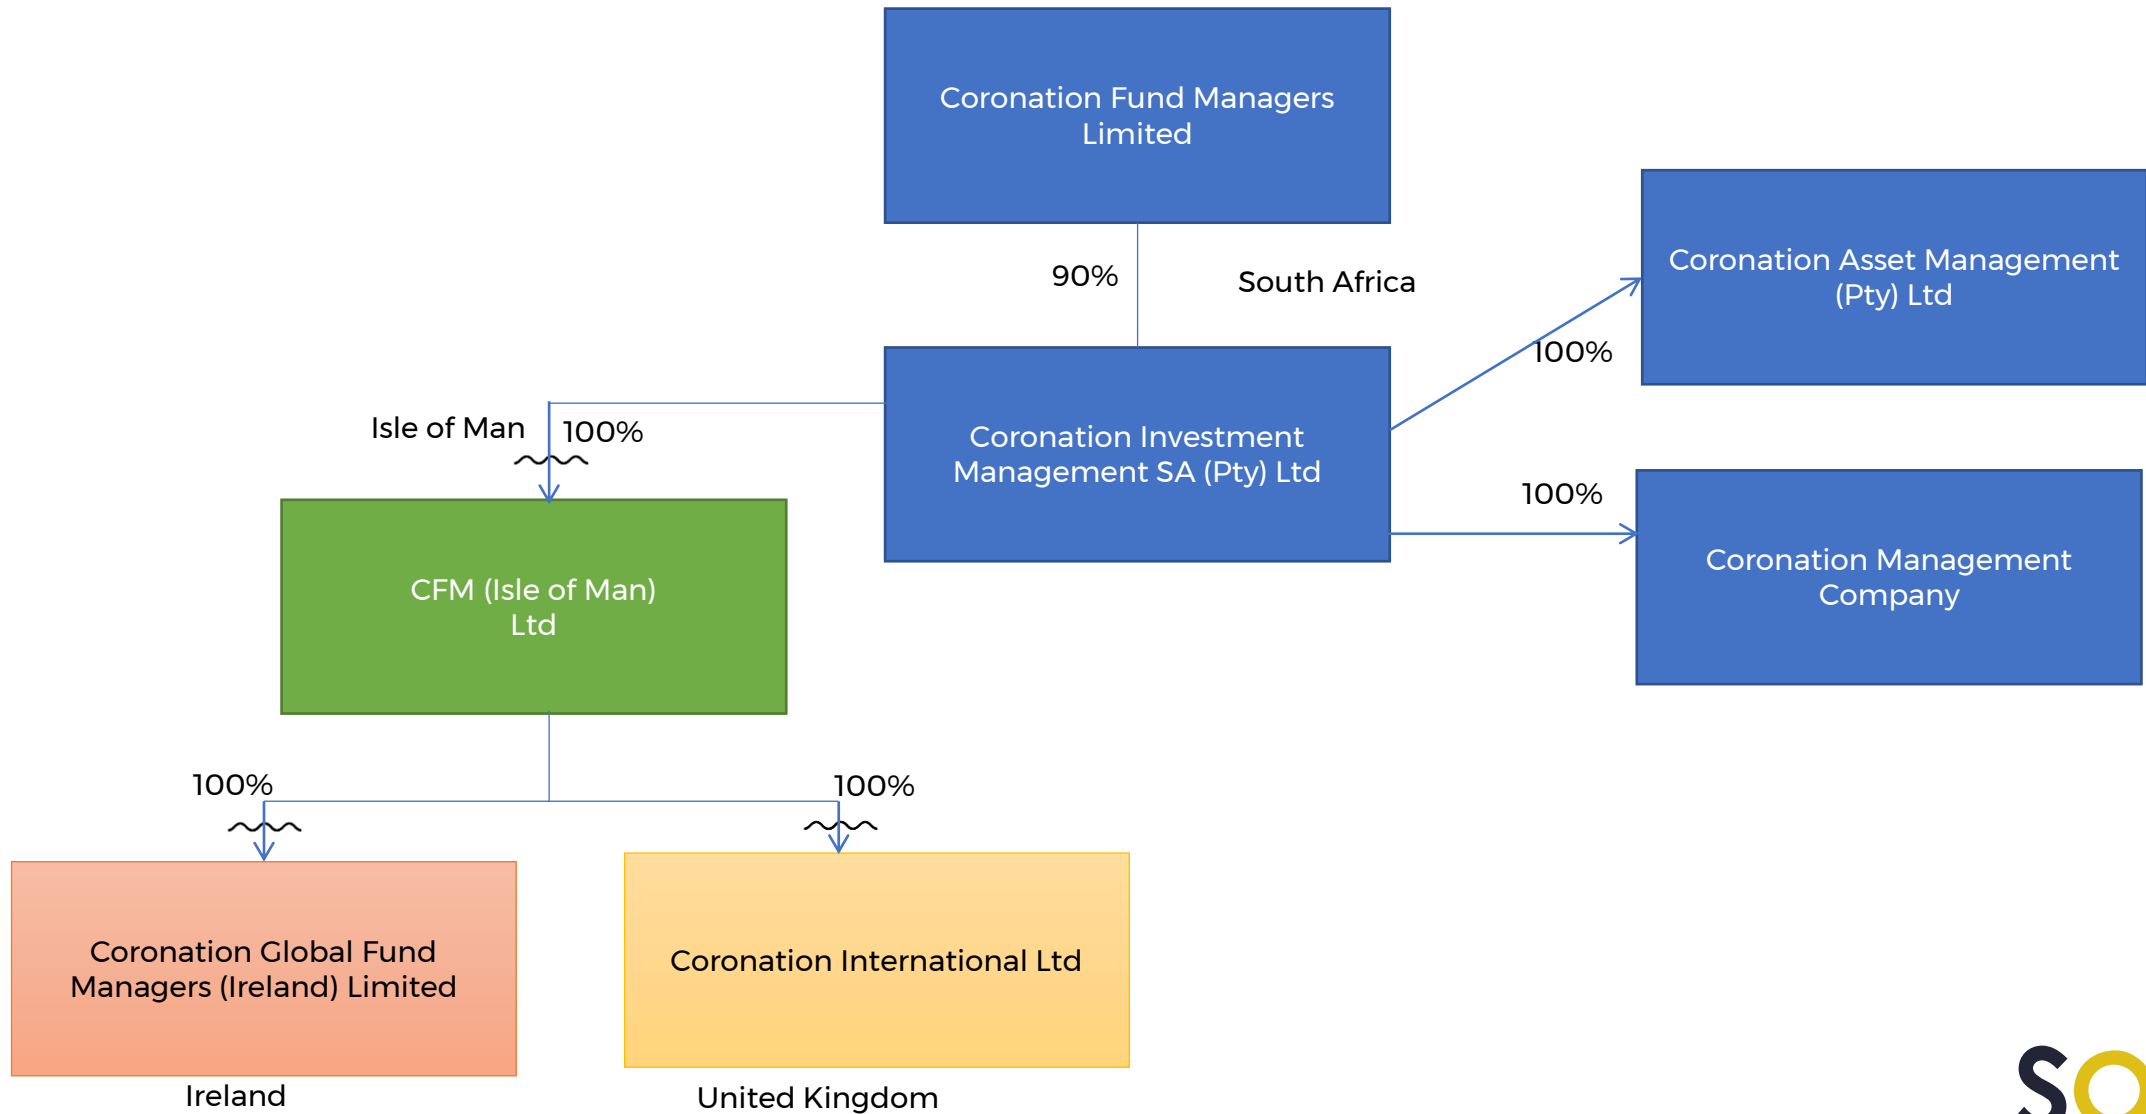 Coronation Fund Managers
Limited
90%
South Africa
Coronation Asset Management
(Pty) Ltd
100%
Isle of Man
100%
Coronation Investment
Management SA (Pty) Ltd
100%
Coronation Management
Company
CFM (Isle of Man)
Ltd
100%
100%
Coronation Global Fund
Managers (Ireland) Limited
Coronation International Ltd
Ireland
United Kingdom
SO